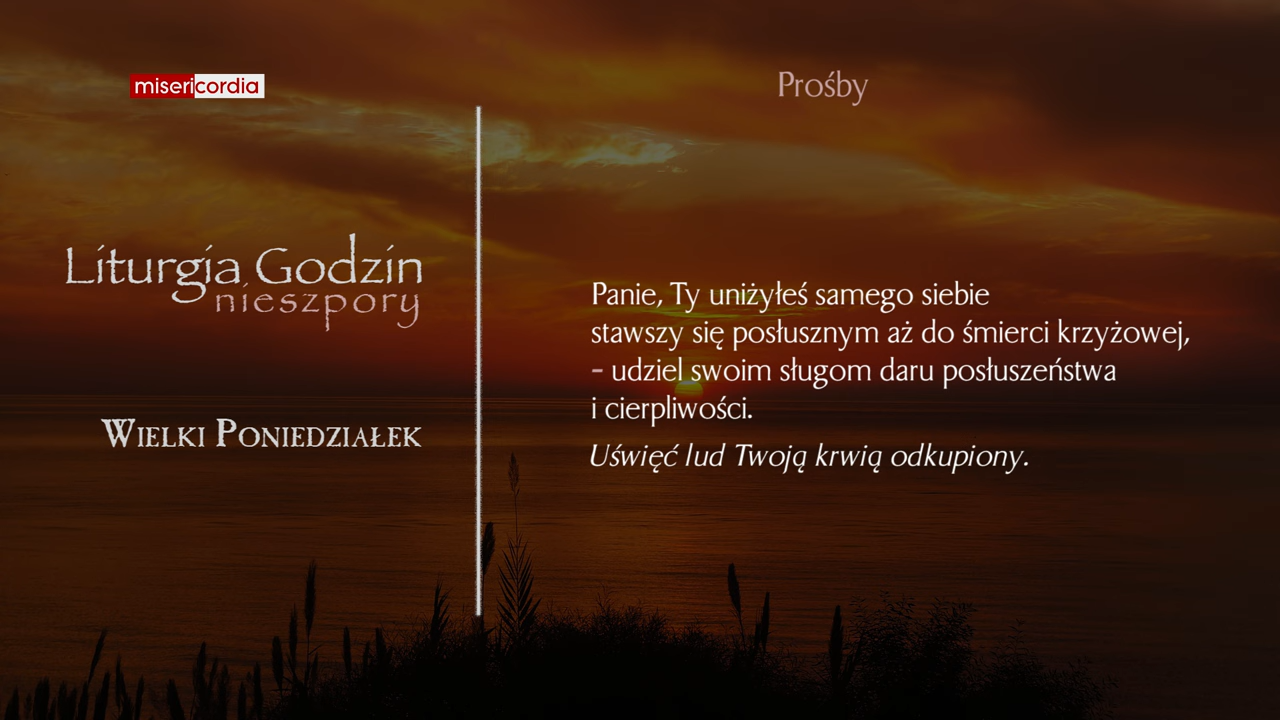 misericordia
Prośby
Liturgia Godzin
nieszpory
Wielki Poniedziałek
Panie, Ty uniżyłeś samego siebie
stawszy się posłusznym aż do śmierci krzyżowej,
- udziel swoim sługom daru posłuszeństwa
i cierpliwości.
Uświęć lud Twoją krwią odkupiony.